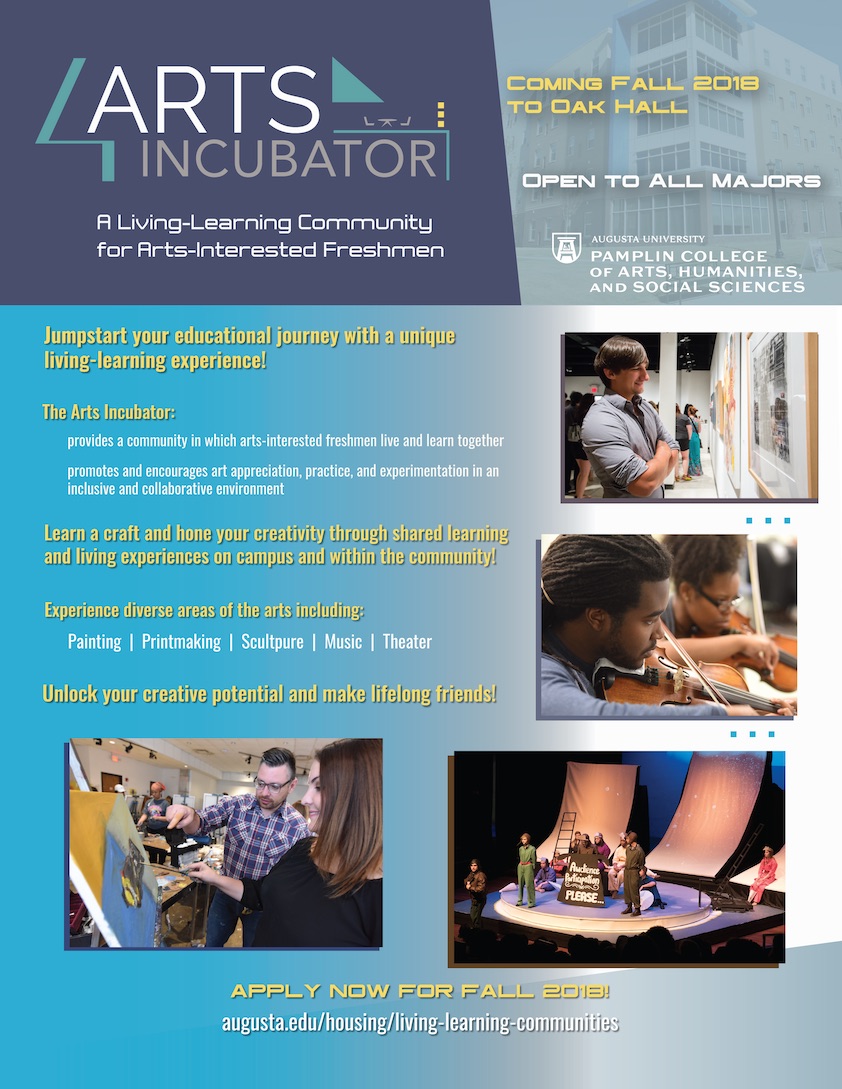 4 ARTS
INCUBATOR
A Living-Learning Community
for Arts-Interested Freshmen
Coming Fall 2018
to Oak Hall
Open to All Majors
AUGUSTA UNIVERSITY
PAMPLIN COLLEGE
OF ARTS, HUMANITIES,
AND SOCIAL SCIENCES
Jumpstart your educational journey with a unique
living-learning experience!
The Arts Incubator:
provides a community in which arts-interested freshmen live and learn together
promotes and encourages art appreciation, practice, and experimentation in an
inclusive and collaborative environment
Learn a craft and hone your creativity through shared learning
and living experiences on campus and within the community!
Experience diverse areas of the arts including:
Painting | Printmaking | Scultpure | Music | Theater
Unlock your creative potential and make lifelong friends!
Audience
Participation
PLEASE...
APPLY NOW FOR FALL 2018!
augusta.edu/housing/living-learning-communities